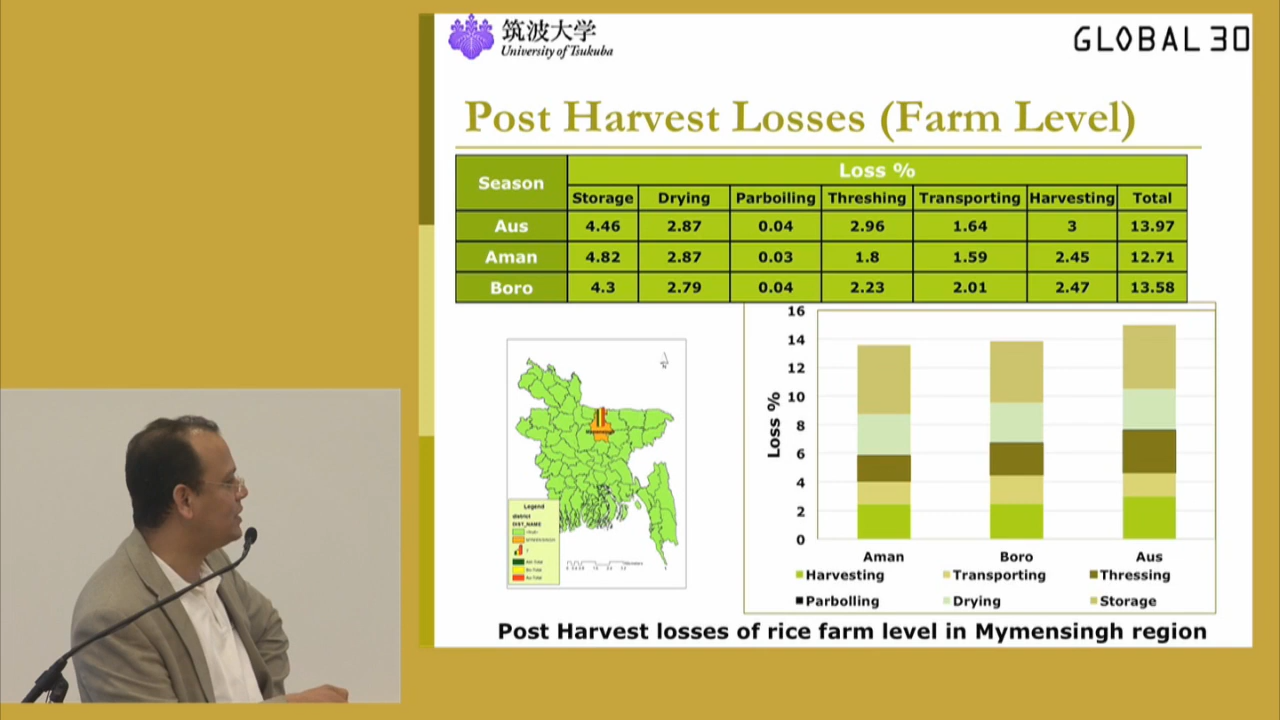 筑波大学
University of Tsukuba
GLOBAL 30
Post Harvest Losses (Farm Level)
Season
Loss %
Storage Drying Parboiling Threshing Transporting Harvesting Total
Aus 4.46 2.87 0.04 2.96 1.64 3 13.97
Aman 4.82 2.87 0.03 1.8 1.59 2.45 12.71
Boro 4.3 2.79 0.04 2.23 2.01 2.47 13.58
16
14
12
10
8
6
4
2
0
Loss %
Aman Boro Aus
Harvesting Transporting Thressing
Parbolling Drying Storage
Legend
district
DIST_NAME
Post Harvest losses of rice farm level in Mymensingh region